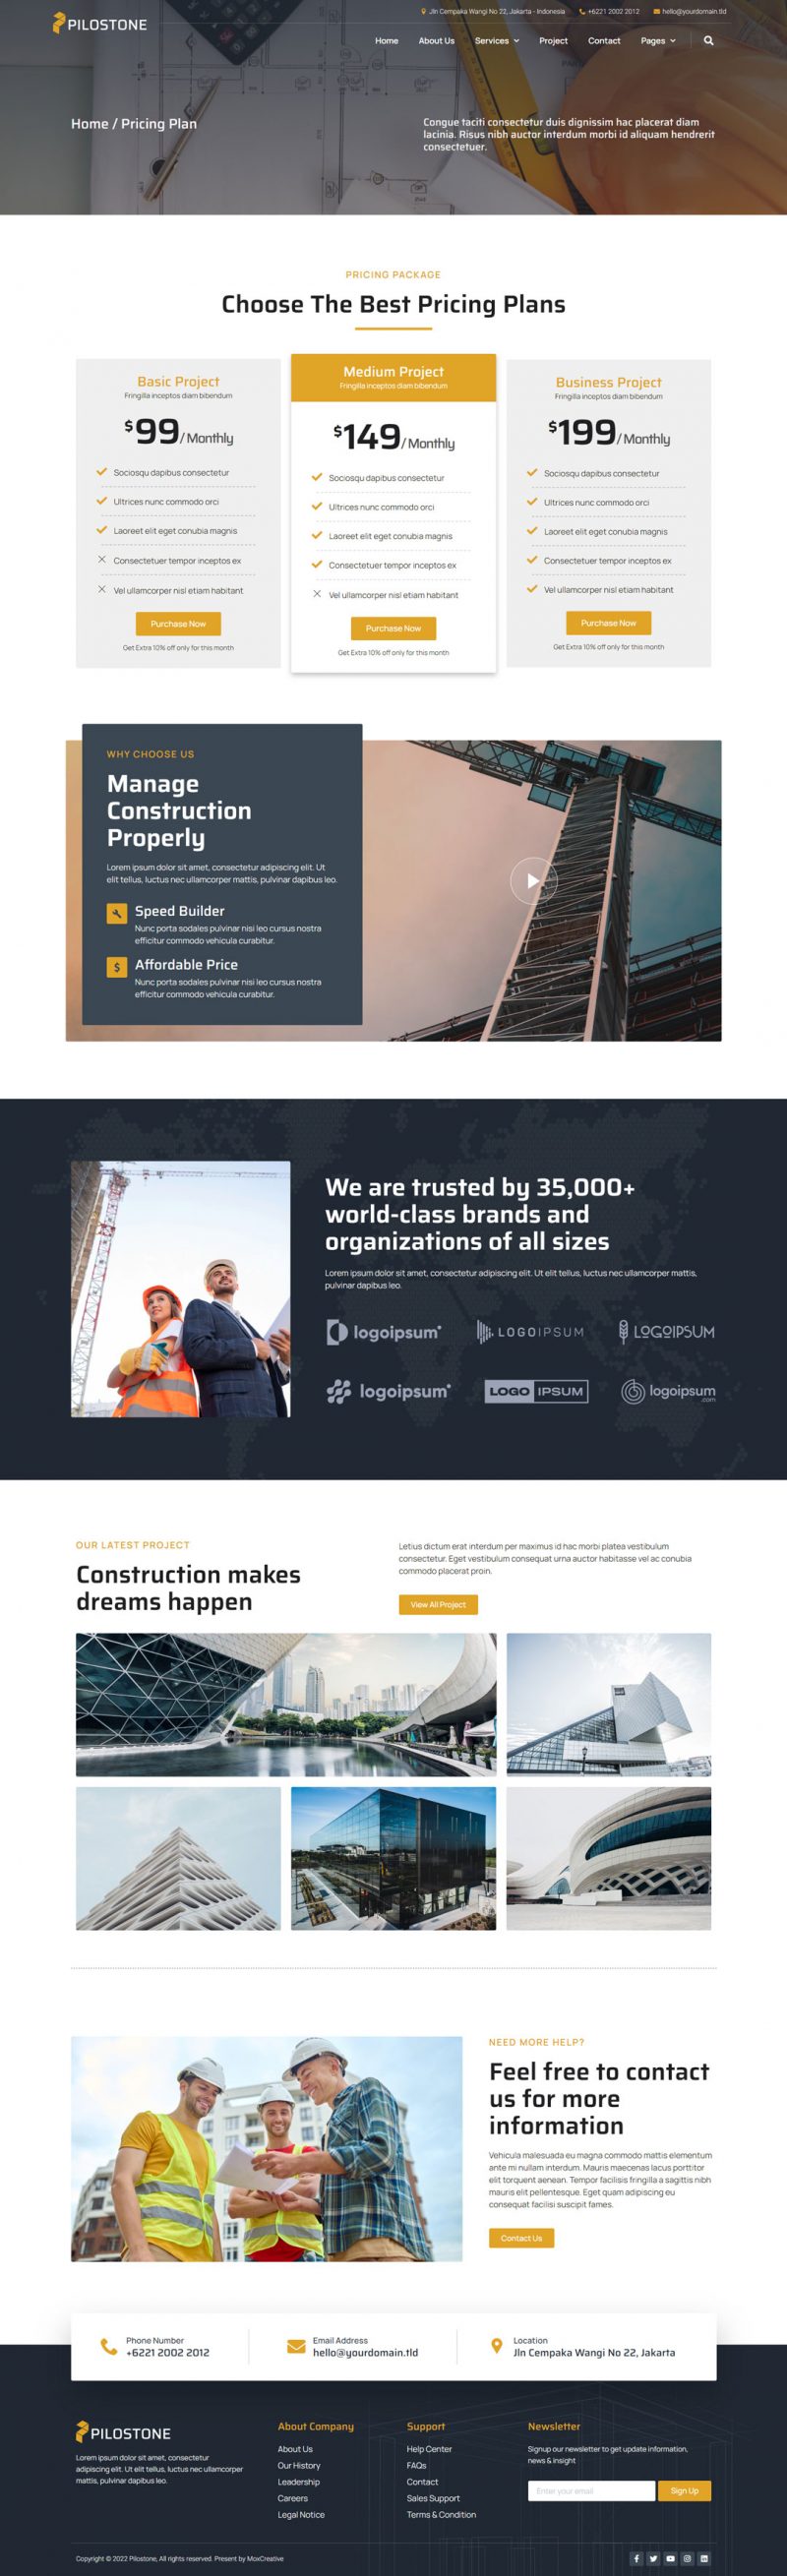 PILOSTONE
Jln Cempaka Wangi No 22, Jakarta - Indonesia +6221 2002 2012 hello@yourdomain.tld
Home About Us Services Project Contact Pages
Home / Pricing Plan
Congue taciti consectetur duis dignissim hac placerat diam
lacinia. Risus nibh auctor interdum morbi id aliquam hendrerit
consectetuer.
PRICING PACKAGE
Choose The Best Pricing Plans
Basic Project
Fringilla inceptos diam bibendum
$99/ Monthly
Sociosqu dapibus consectetur
Ultrices nunc commodo orci
Laoreet elit eget conubia magnis
Consectetuer tempor inceptos ex
Vel ullamcorper nisl etiam habitant
Purchase Now
Get Extra 10% off only for this month
Medium Project
Fringilla inceptos diam bibendum
$149/ Monthly
Sociosqu dapibus consectetur
Ultrices nunc commodo orci
Laoreet elit eget conubia magnis
Consectetuer tempor inceptos ex
Vel ullamcorper nisl etiam habitant
Purchase Now
Get Extra 10% off only for this month
Business Project
Fringilla inceptos diam bibendum
$199/ Monthly
Sociosqu dapibus consectetur
Ultrices nunc commodo orci
Laoreet elit eget conubia magnis
Consectetuer tempor inceptos ex
Vel ullamcorper nisl etiam habitant
Purchase Now
Get Extra 10% off only for this month
WHY CHOOSE US
Manage
Construction
Properly
Lorem ipsum dolor sit amet, consectetur adipiscing elit. Ut
elit tellus, luctus nec ullamcorper mattis, pulvinar dapibus leo.
Speed Builder
Nunc porta sodales pulvinar nisi leo cursus nostra
efficitur commodo vehicula curabitur.
$
Affordable Price
Nunc porta sodales pulvinar nisi leo cursus nostra
efficitur commodo vehicula curabitur.
We are trusted by 35,000+
world-class brands and
organizations of all sizes
Lorem ipsum dolor sit amet, consectetur adipiscing elit. Ut elit tellus, luctus nec ullamcorper mattis,
pulvinar dapibus leo.
logoipsum LOGOIPSUM LOGOIPSUM
logoipsum LOGO IPSUM logoipsum
.com
OUR LATEST PROJECT
Construction makes
dreams happen
Letius dictum erat interdum per maximus id hac morbi platea vestibulum
consectetur. Eget vestibulum consequat urna auctor habitasse vel ac conubia
commodo placerat proin.
View All Project
NEED MORE HELP?
Feel free to contact
us for more
information
Vehicula malesuada eu magna commodo mattis elementum
ante mi nullam interdum. Mauris maecenas lacus porttitor
elit torquent aenean. Tempor facilisis fringilla a sagittis nibh
mauris elit pellentesque. Eget quam adipiscing eu
consequat facilisi suscipit fames.
Contact Us
Phone Number
+6221 2002 2012
Email Address
hello@yourdomain.tld
Location
Jln Cempaka Wangi No 22, Jakarta
PILOSTONE
Lorem ipsum dolor sit amet, consectetur
adipiscing elit. Ut elit tellus, luctus nec ullamcorper
mattis, pulvinar dapibus leo.
About Company
About Us
Our History
Leadership
Careers
Legal Notice
Support
Help Center
FAQs
Contact
Sales Support
Terms & Condition
Newsletter
Signup our newsletter to get update information,
news & insight
Enter your email
Sign Up
Copyright © 2022 Pilostone, All rights reserved. Present by MoxCreative